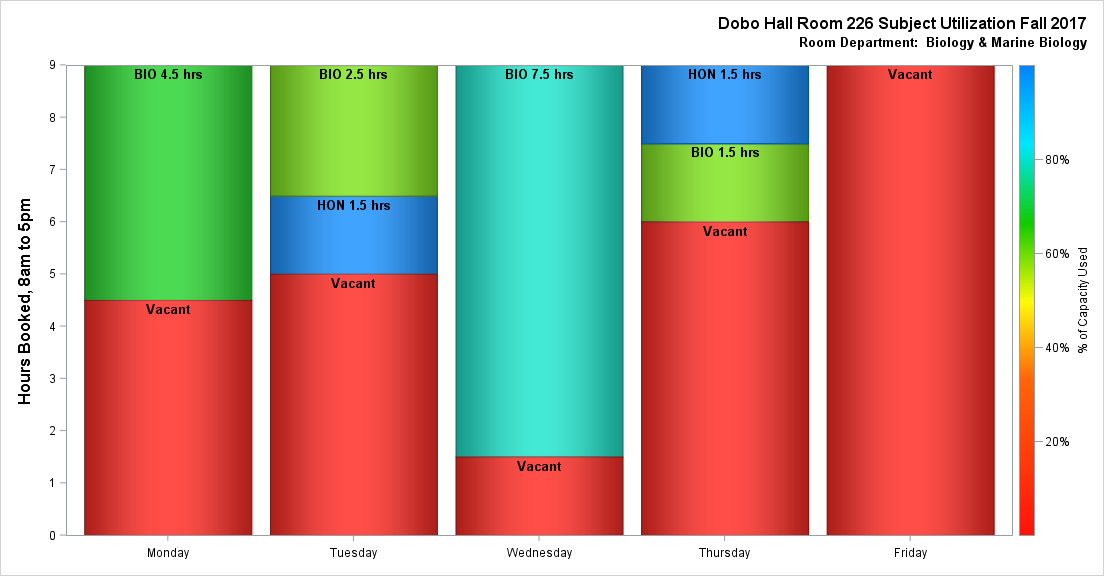 Dobo Hall Room 226 Subject Utilization Fall 2017
Room Department:  Biology & Marine Biology
Hours Booked, 8am to 5pm
9
8
7
6
5
4
3
2
1
0
BIO 4.5 hrs
Vacant
BIO 2.5 hrs
HON 1.5 hrs
Vacant
BIO 7.5 hrs
Vacant
HON 1.5 hrs
BIO 1.5 hrs
Vacant
Vacant
Monday
Tuesday
Wednesday
Thursday
Friday
80%
60%
40%
20%
% of Capacity Used